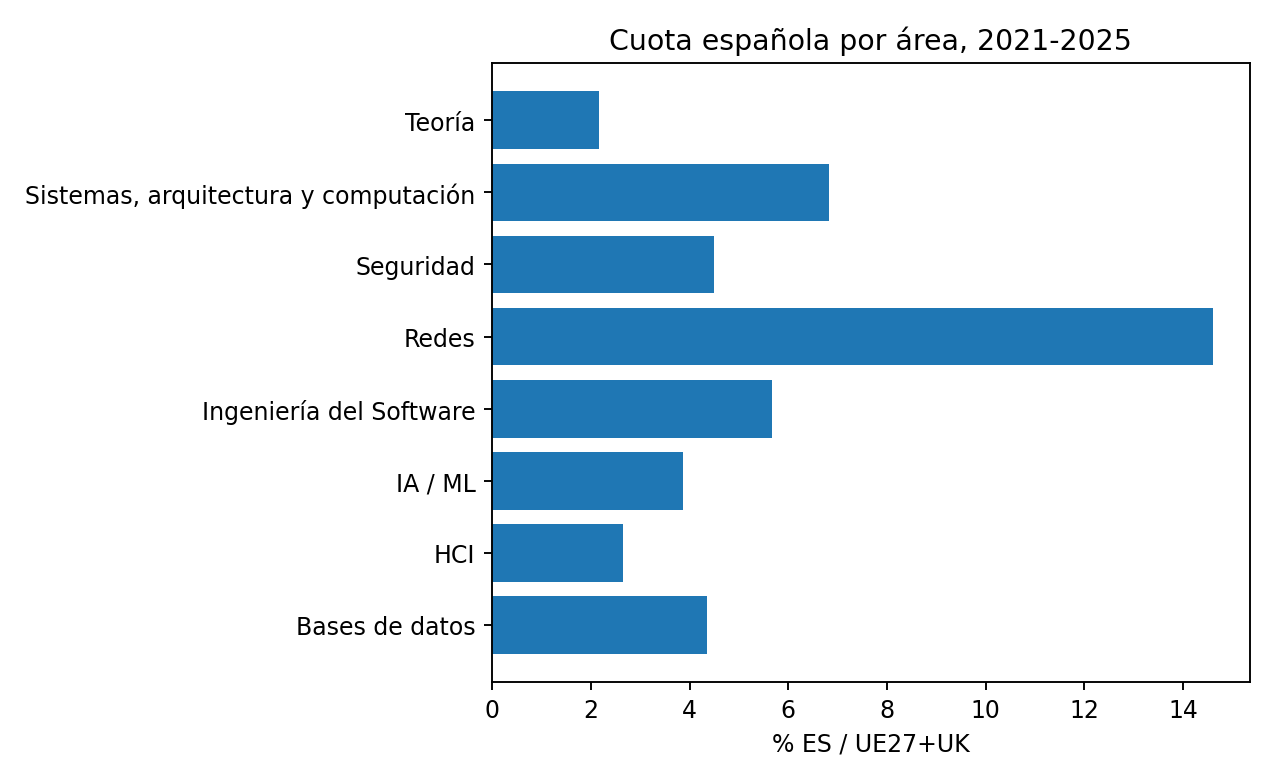 Cuota española por área, 2021-2025
Teoría
Sistemas, arquitectura y computación
Seguridad
Redes
Ingeniería del Software
IA / ML
HCI
Bases de datos
0 2 4 6 8 10 12 14
% ES / UE27+UK